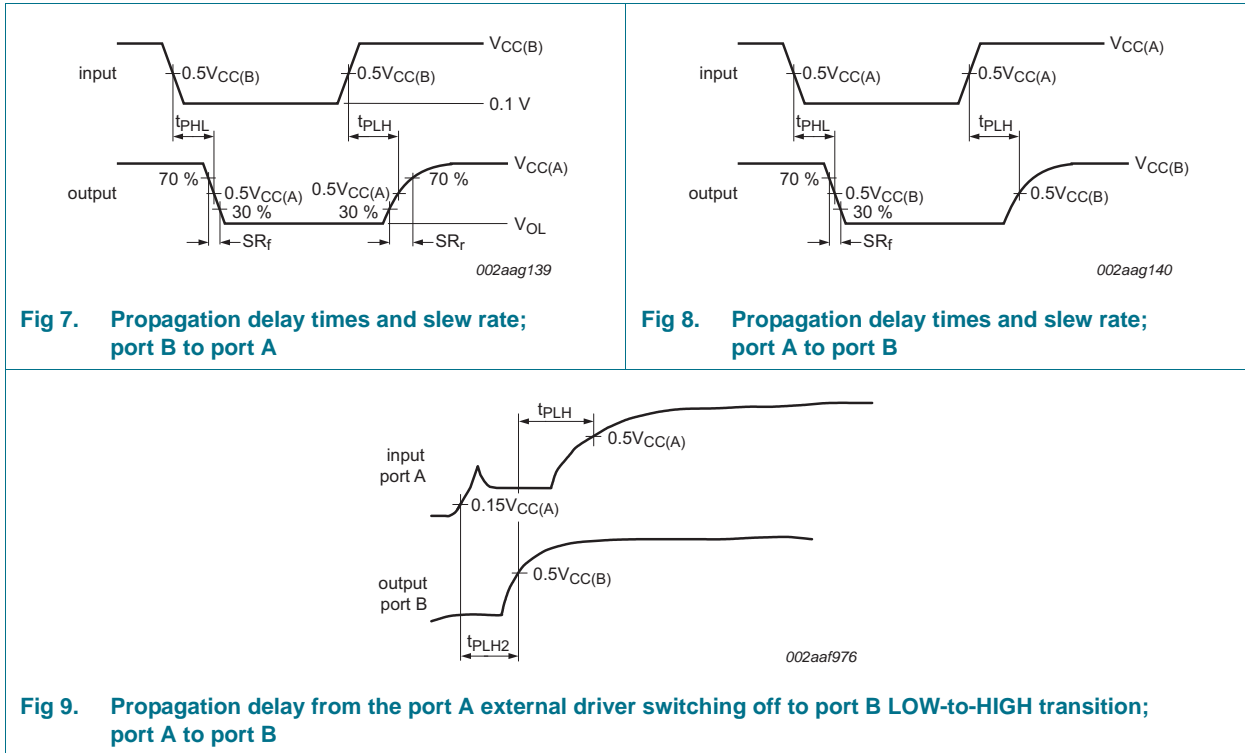 VCC(B)
input
0.5VCC(B)
0.5VCC(B)
0.1 V
tPHL
tPLH
VCC(A)
70 %
70 %
output
0.5VCC(A)
0.5VCC(A)
30 %
30 %
VOL
SRf
SRr
002aag139
Fig 7. Propagation delay times and slew rate;
port B to port A
VCC(A)
input
0.5VCC(A)
0.5VCC(A)
tPHL
tPLH
VCC(B)
70 %
output
0.5VCC(B)
0.5VCC(B)
30 %
SRf
002aag140
Fig 8. Propagation delay times and slew rate;
port A to port B
tPLH
0.5VCC(A)
input
port A
0.15VCC(A)
0.5VCC(B)
output
port B
tPLH2
002aaf976
Fig 9. Propagation delay from the port A external driver switching off to port B LOW-to-HIGH transition;
port A to port B